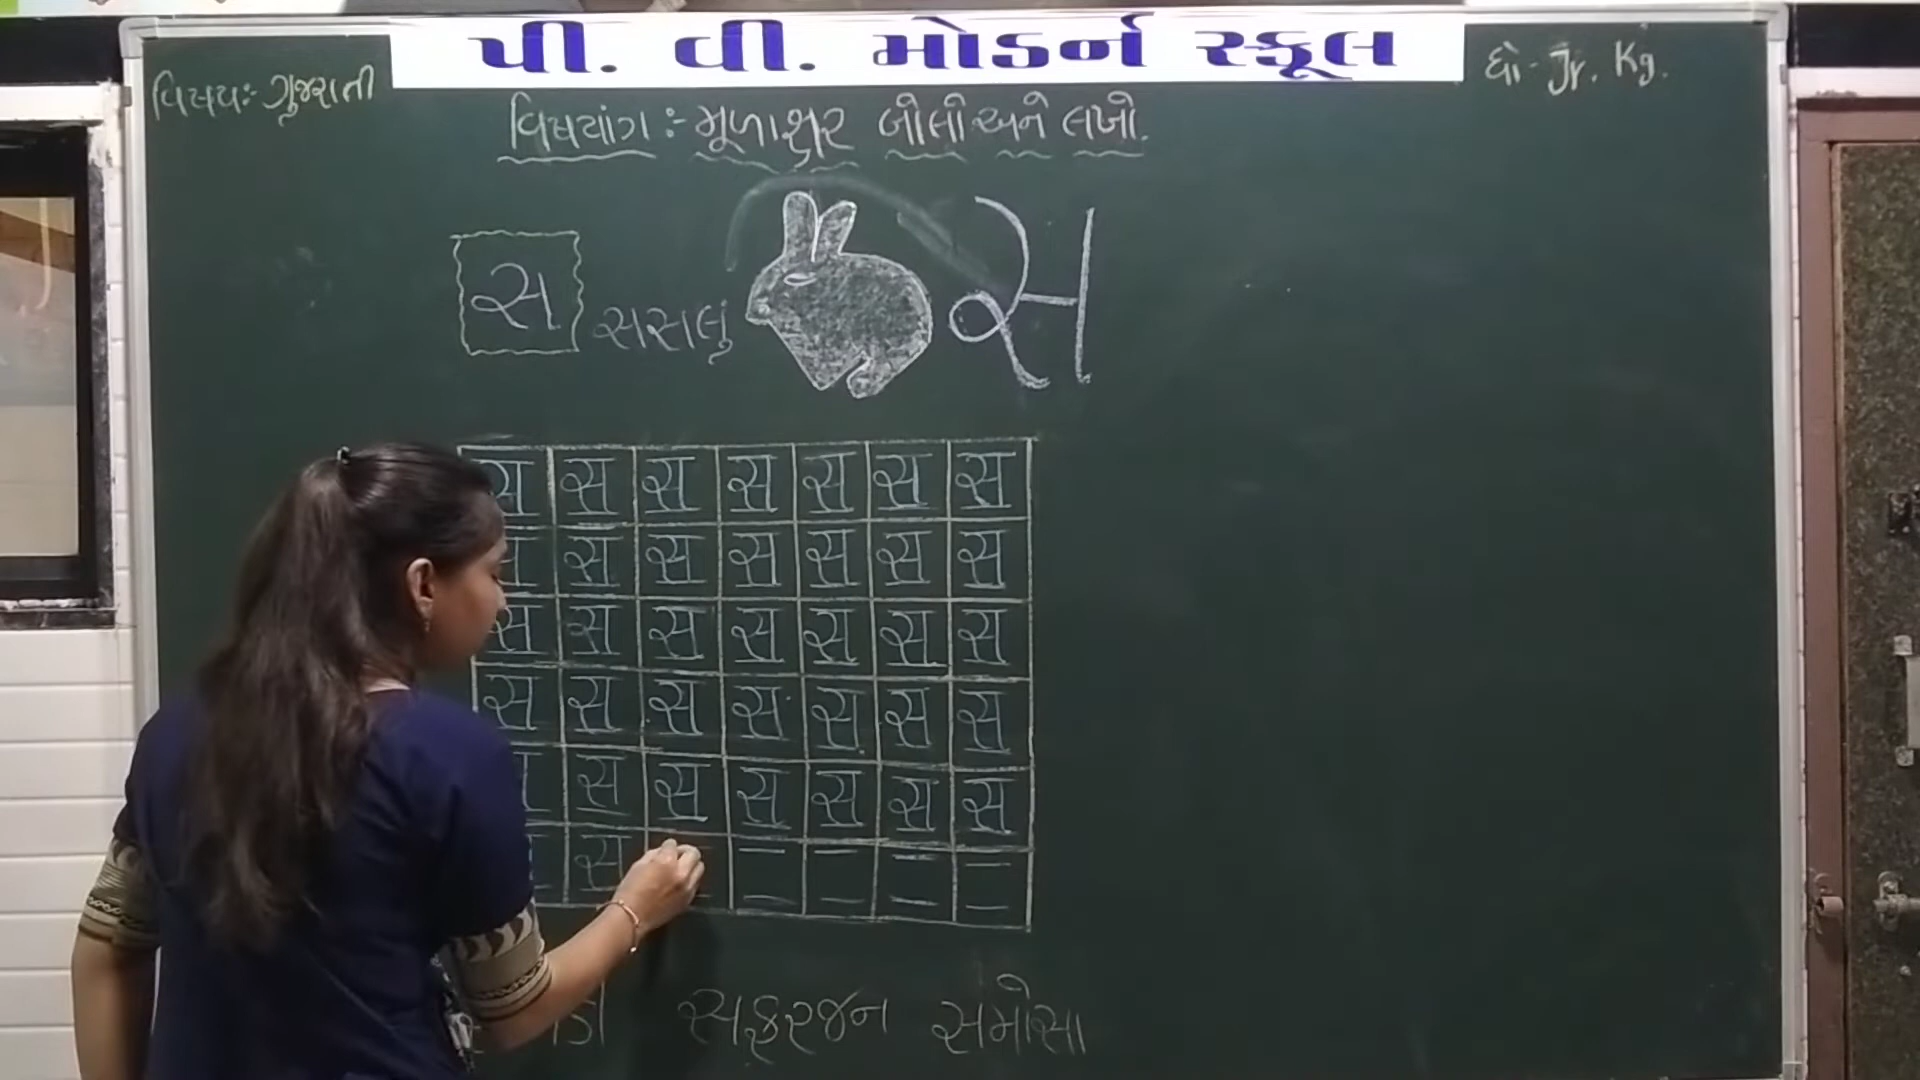 પી. વી. મોડર્ન સ્કૂલ
વિષયઃ- ગુજરાતી
ધો- Jr. Kg.
વિષયાંગ :- મૂળાક્ષર બોલો અને લખો.
સ સસલું સ
સ સ સ સ સ સ સ
સ સ સ સ સ સ
સ સ સ સ સ સ સ
સ સ સ સ સ સ સ
સ સ સ સ સ સ
સ
સફરજન સમોસા